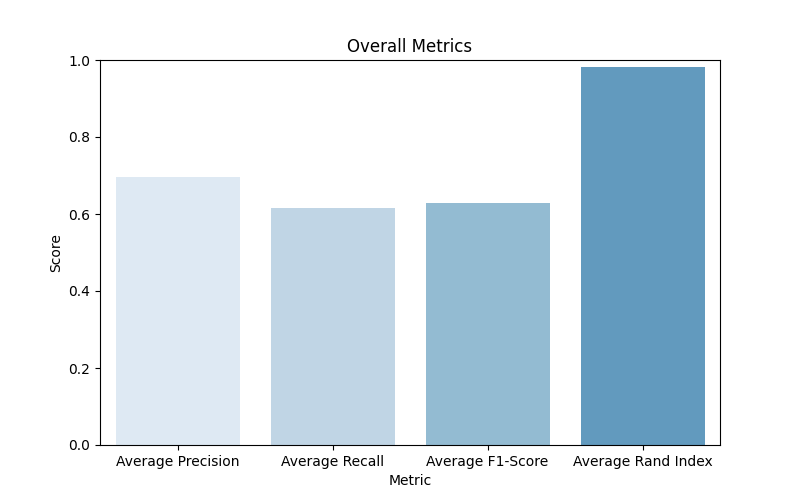 Overall Metrics
1.0
0.8
0.6
0.4
0.2
0.0
Score
Average Precision
Average Recall
Average F1-Score
Average Rand Index
Metric